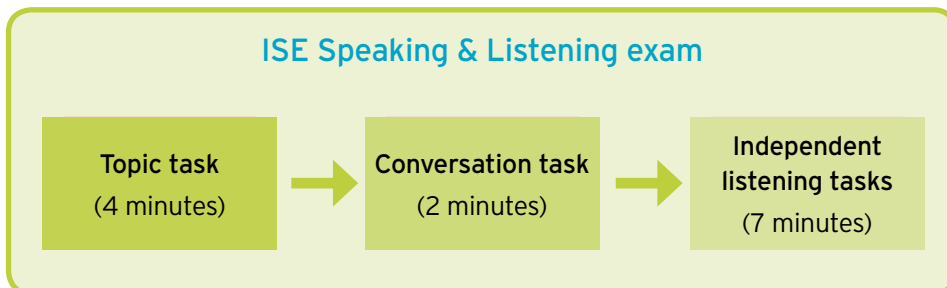 ISE Speaking & Listening exam
Topic task
(4 minutes)
Conversation task
(2 minutes)
Independent
listening tasks
(7 minutes)